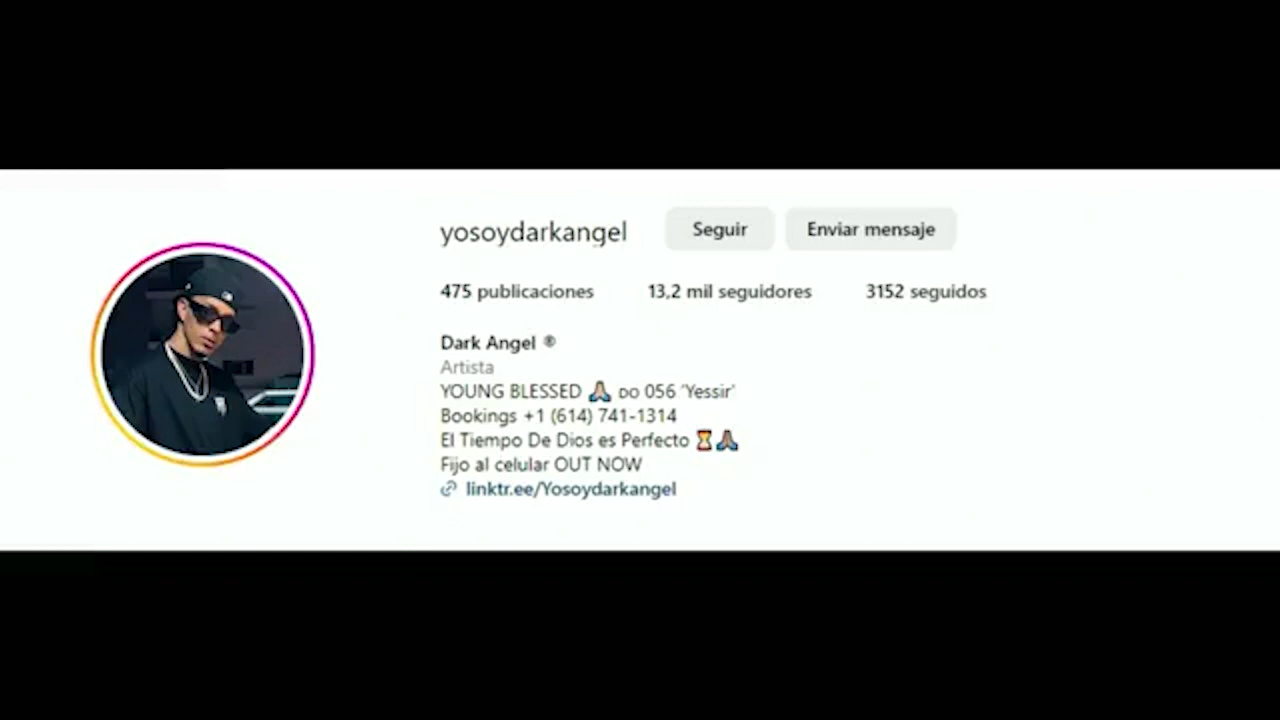 yosoydarkangel Seguir Enviar mensaje
475 publicaciones 13,2 mil seguidores 3152 seguidos
Dark Angel ®
Artista
YOUNG BLESSED 🙏🏼 DO 056 'Yessir'
Bookings +1 (614) 741-1314
El Tiempo De Dios es Perfecto ⏳🙏🏽
Fijo al celular OUT NOW
linktr.ee/Yosoydarkangel